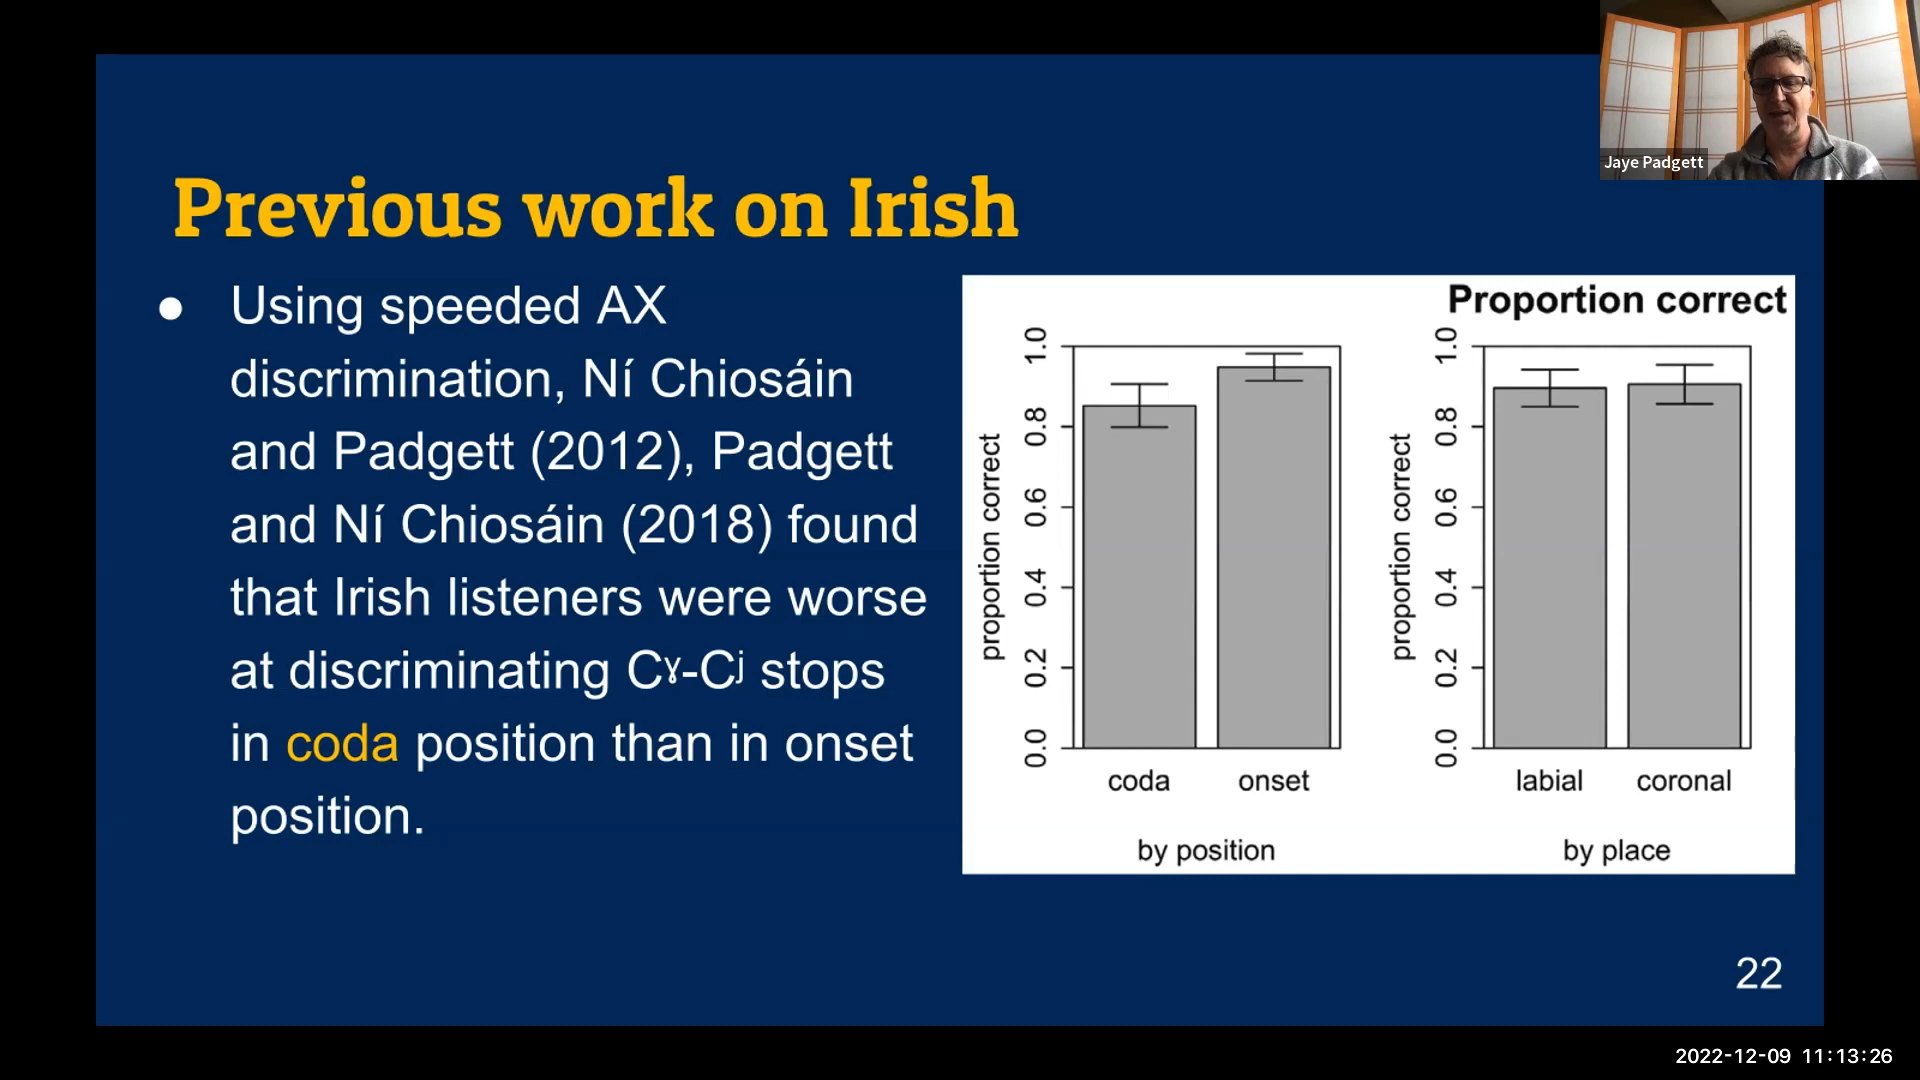 Jaye Padgett
Previous work on Irish
● Using speeded AX
discrimination, Ní Chiosáin
and Padgett (2012), Padgett
and Ní Chiosáin (2018) found
that Irish listeners were worse
at discriminating Cˠ-Cʲ stops
in coda position than in onset
position.
Proportion correct
proportion correct
1.0
0.8
0.6
0.4
0.2
0.0
coda onset
by position
proportion correct
1.0
0.8
0.6
0.4
0.2
0.0
labial coronal
by place
22
2022-12-09 11:13:26